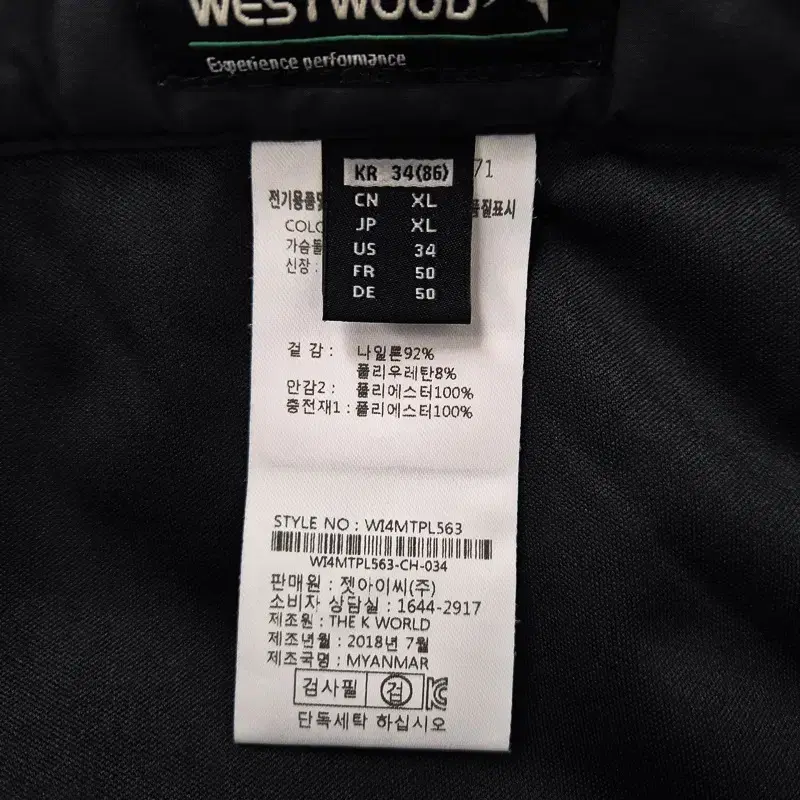 WESTWOOD
Experience performance
KR 34(86)
CN XL
JP XL
US 34
FR 50
DE 50
71
전기용품및
품질표시
COLO
가슴둘
신장 :
겉 감 : 나일론92%
폴리우레탄8%
안감2 : 폴리에스터100%
충전재1 : 폴리에스터100%
STYLE NO : WI4MTPL563
WI4MTPL563-CH-034
판매원 : 젯아이씨(주)
소비자 상담실 : 1644-2917
제조원 : THE K WORLD
제조년월 : 2018년 7월
제조국명 : MYANMAR
검사필 검
단독세탁 하십시오